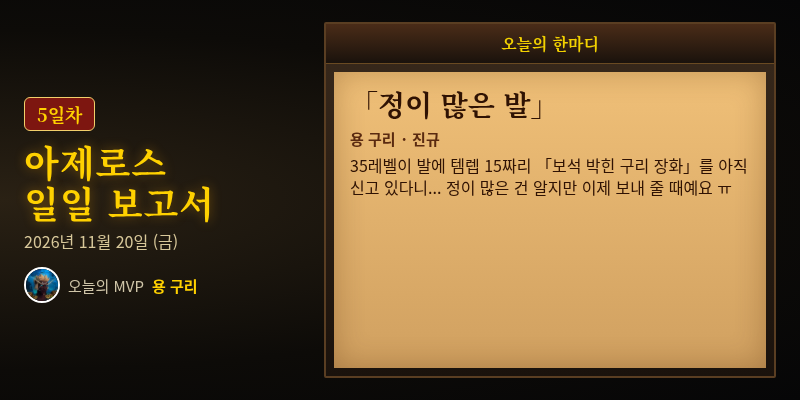 5일차
아제로스
일일 보고서
2026년 11월 20일 (금)
오늘의 MVP 용 구리
오늘의 한마디
「정이 많은 발」
용 구리 · 진규
35레벨이 발에 템렙 15짜리 「보석 박힌 구리 장화」를 아직
신고 있다니... 정이 많은 건 알지만 이제 보내 줄 때예요 ㅠ